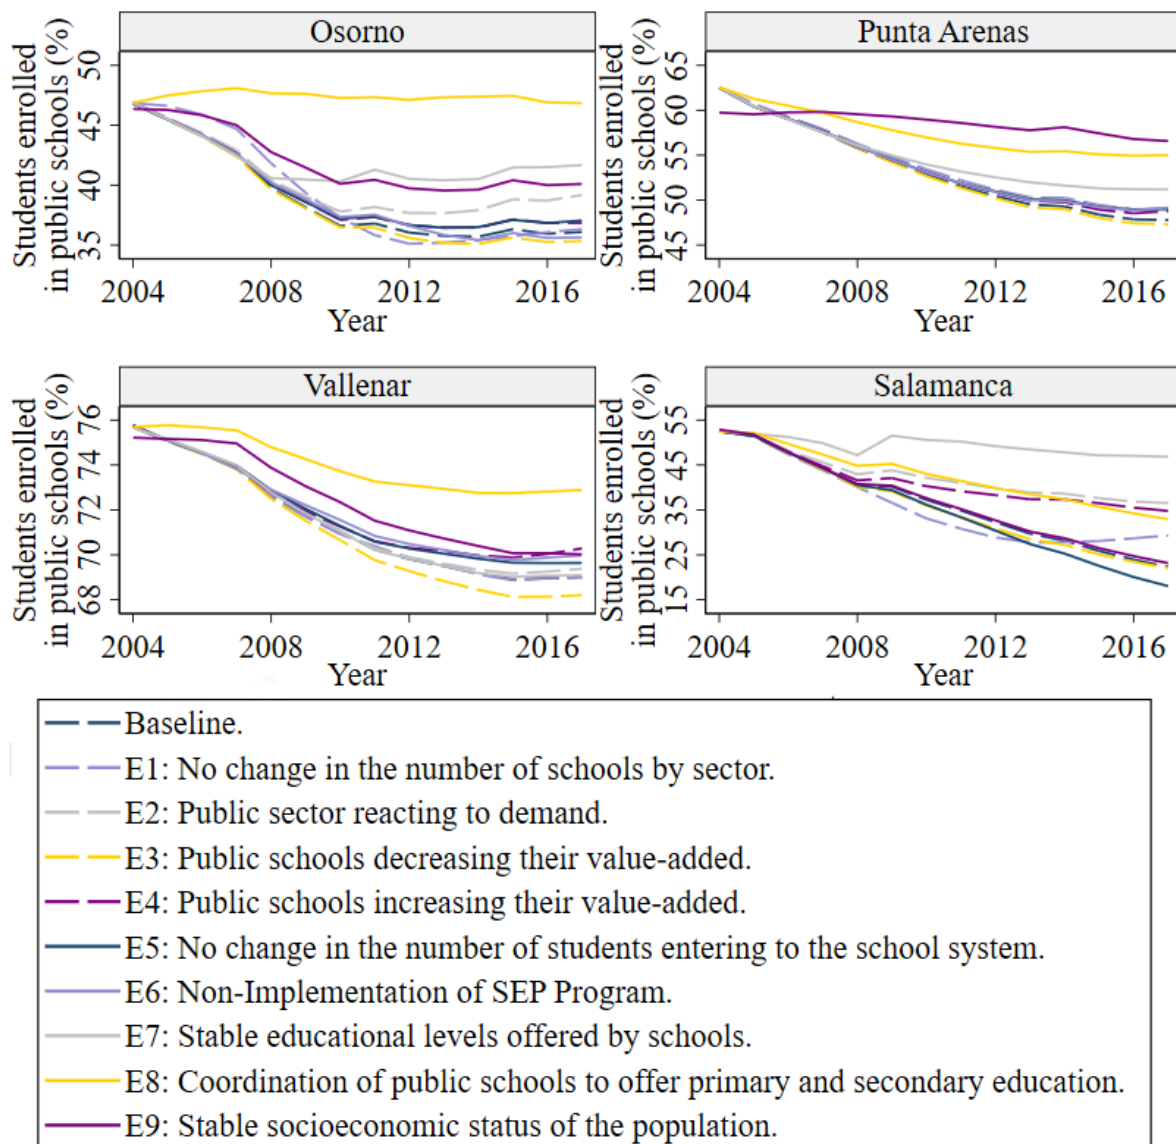 Osorno
Students enrolled
in public schools (%)
50
45
40
35
2004 2008 2012 2016
Year
Punta Arenas
Students enrolled
in public schools (%)
65
60
55
50
45
2004 2008 2012 2016
Year
Vallenar
Students enrolled
in public schools (%)
76
74
72
70
68
2004 2008 2012 2016
Year
Salamanca
Students enrolled
in public schools (%)
55
45
35
25
15
2004 2008 2012 2016
Year
Baseline.
E1: No change in the number of schools by sector.
E2: Public sector reacting to demand.
E3: Public schools decreasing their value-added.
E4: Public schools increasing their value-added.
E5: No change in the number of students entering to the school system.
E6: Non-Implementation of SEP Program.
E7: Stable educational levels offered by schools.
E8: Coordination of public schools to offer primary and secondary education.
E9: Stable socioeconomic status of the population.